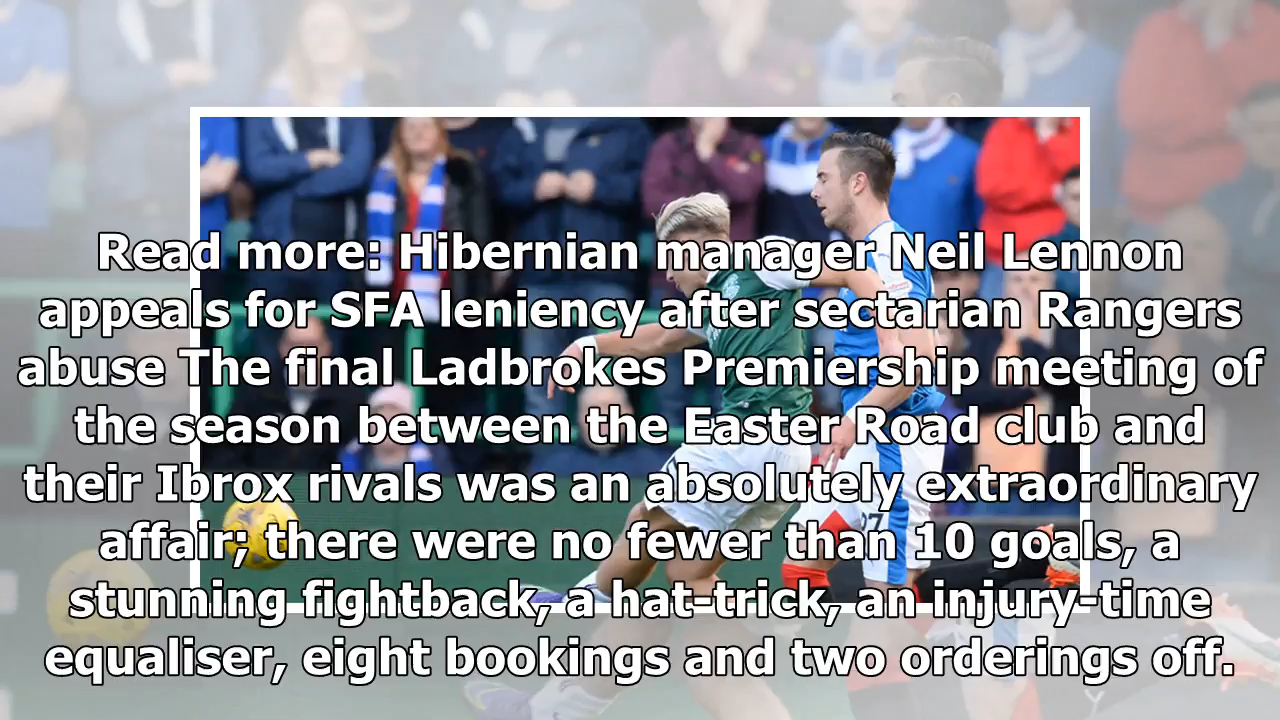 Read more: Hibernian manager Neil Lennon
appeals for SFA leniency after sectarian Rangers
abuse The final Ladbrokes Premiership meeting of
the season between the Easter Road club and
their Ibrox rivals was an absolutely extraordinary
affair; there were no fewer than 10 goals, a
stunning fightback, a hat-trick, an injury-time
equaliser, eight bookings and two orderings off.